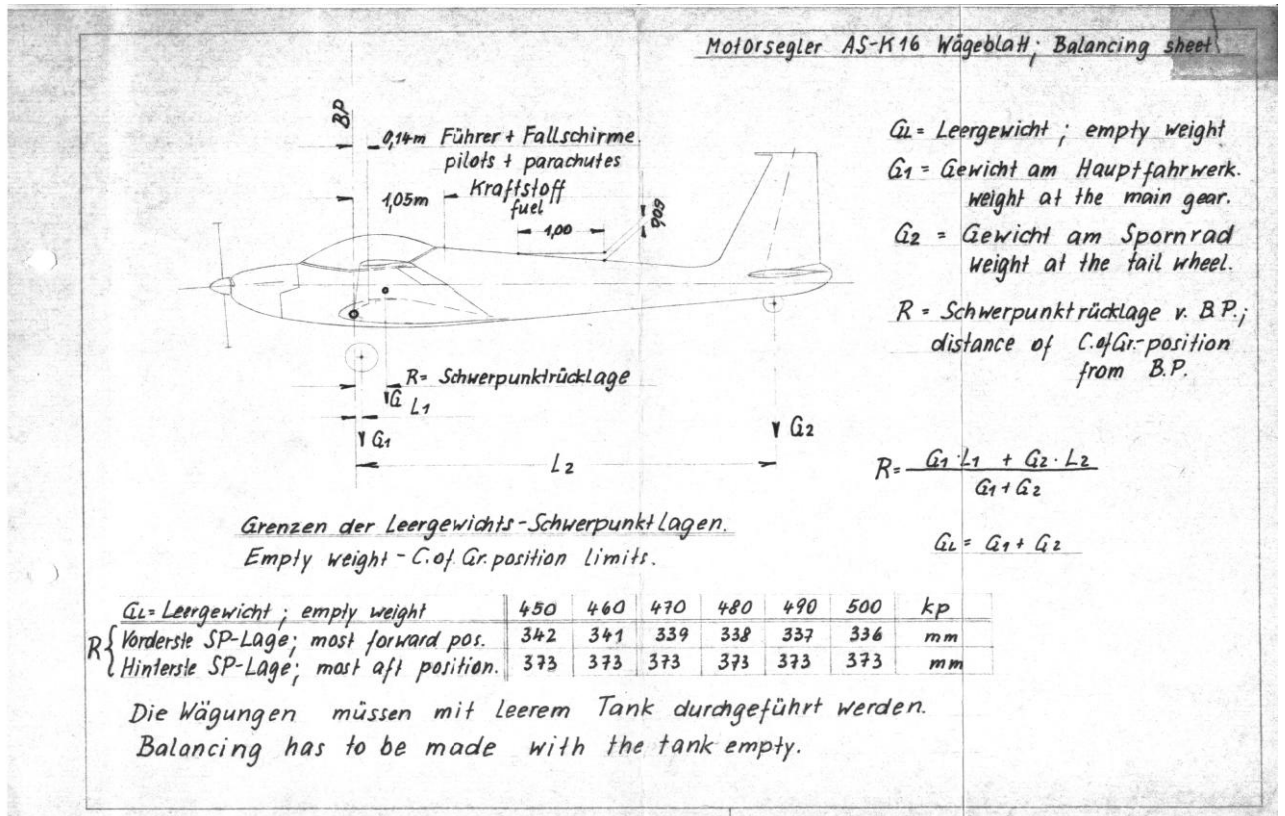 Motorsegler AS-K16 Wägeblatt; Balancing sheet
BP
0,14m Führer + Fallschirme.
pilots + parachutes
1,05m Kraftstoff
fuel
1,00
R= Schwerpunktrücklage
G
L1
G1
G2
L2
GL = Leergewicht ; empty weight
G1 = Gewicht am Hauptfahrwerk.
weight at the main gear.
G2 = Gewicht am Spornrad
weight at the tail wheel.
R = Schwerpunktrücklage v. B.P.;
distance of C.of Gr.-position
from B.P.
R= G1·L1 + G2·L2
G1+G2
GL = G1+ G2
Grenzen der Leergewichts-Schwerpunktlagen.
Empty weight - C.of. Gr. position limits.
GL= Leergewicht ; empty weight 450 460 470 480 490 500 kp
R { Vorderste SP-Lage; most forward pos. 342 341 339 338 337 336 mm
Hinterste SP-Lage; most aft position. 373 373 373 373 373 373 mm
Die Wägungen müssen mit leerem Tank durchgeführt werden.
Balancing has to be made with the tank empty.